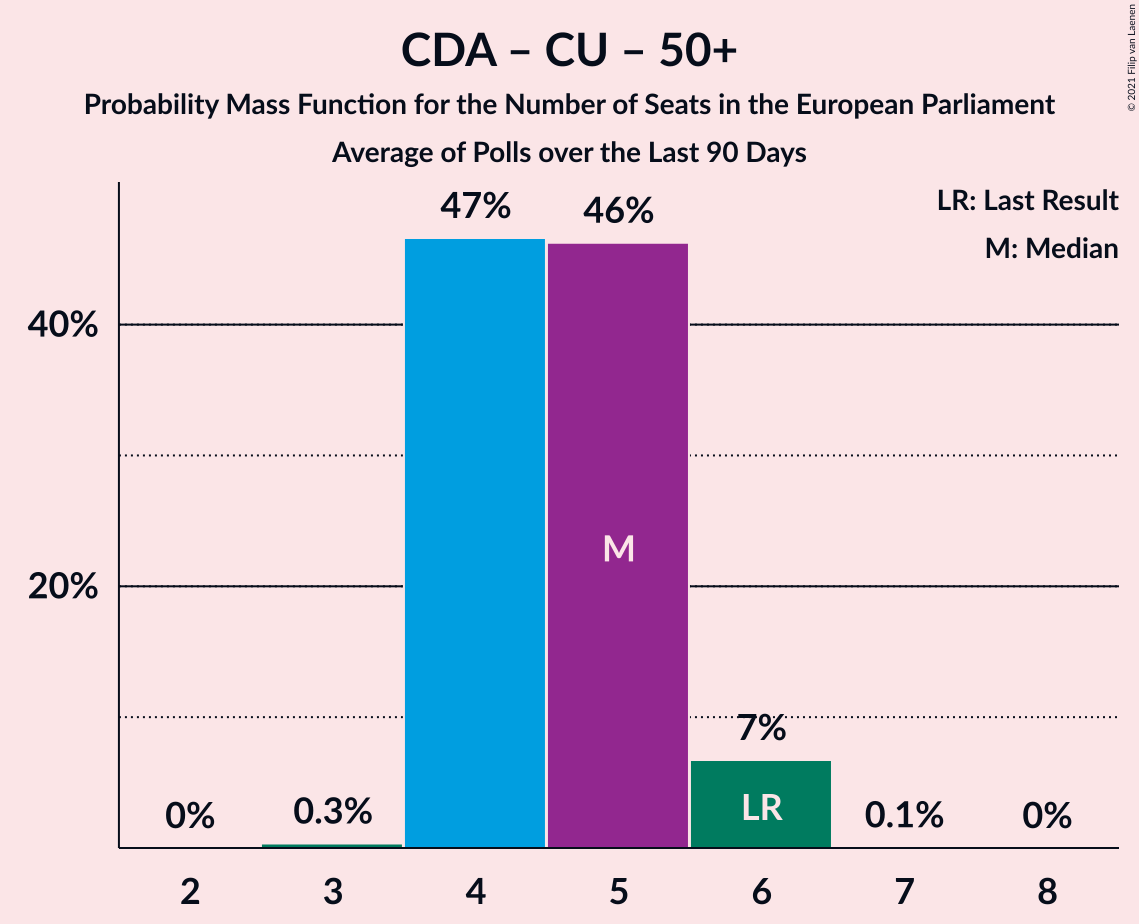 CDA – CU – 50+
Probability Mass Function for the Number of Seats in the European Parliament
Average of Polls over the Last 90 Days
© 2021 Filip van Laenen
LR: Last Result
M: Median
47%
46%
40%
20%
M
7%
LR
0%
0.3%
0.1%
0%
2 3 4 5 6 7 8